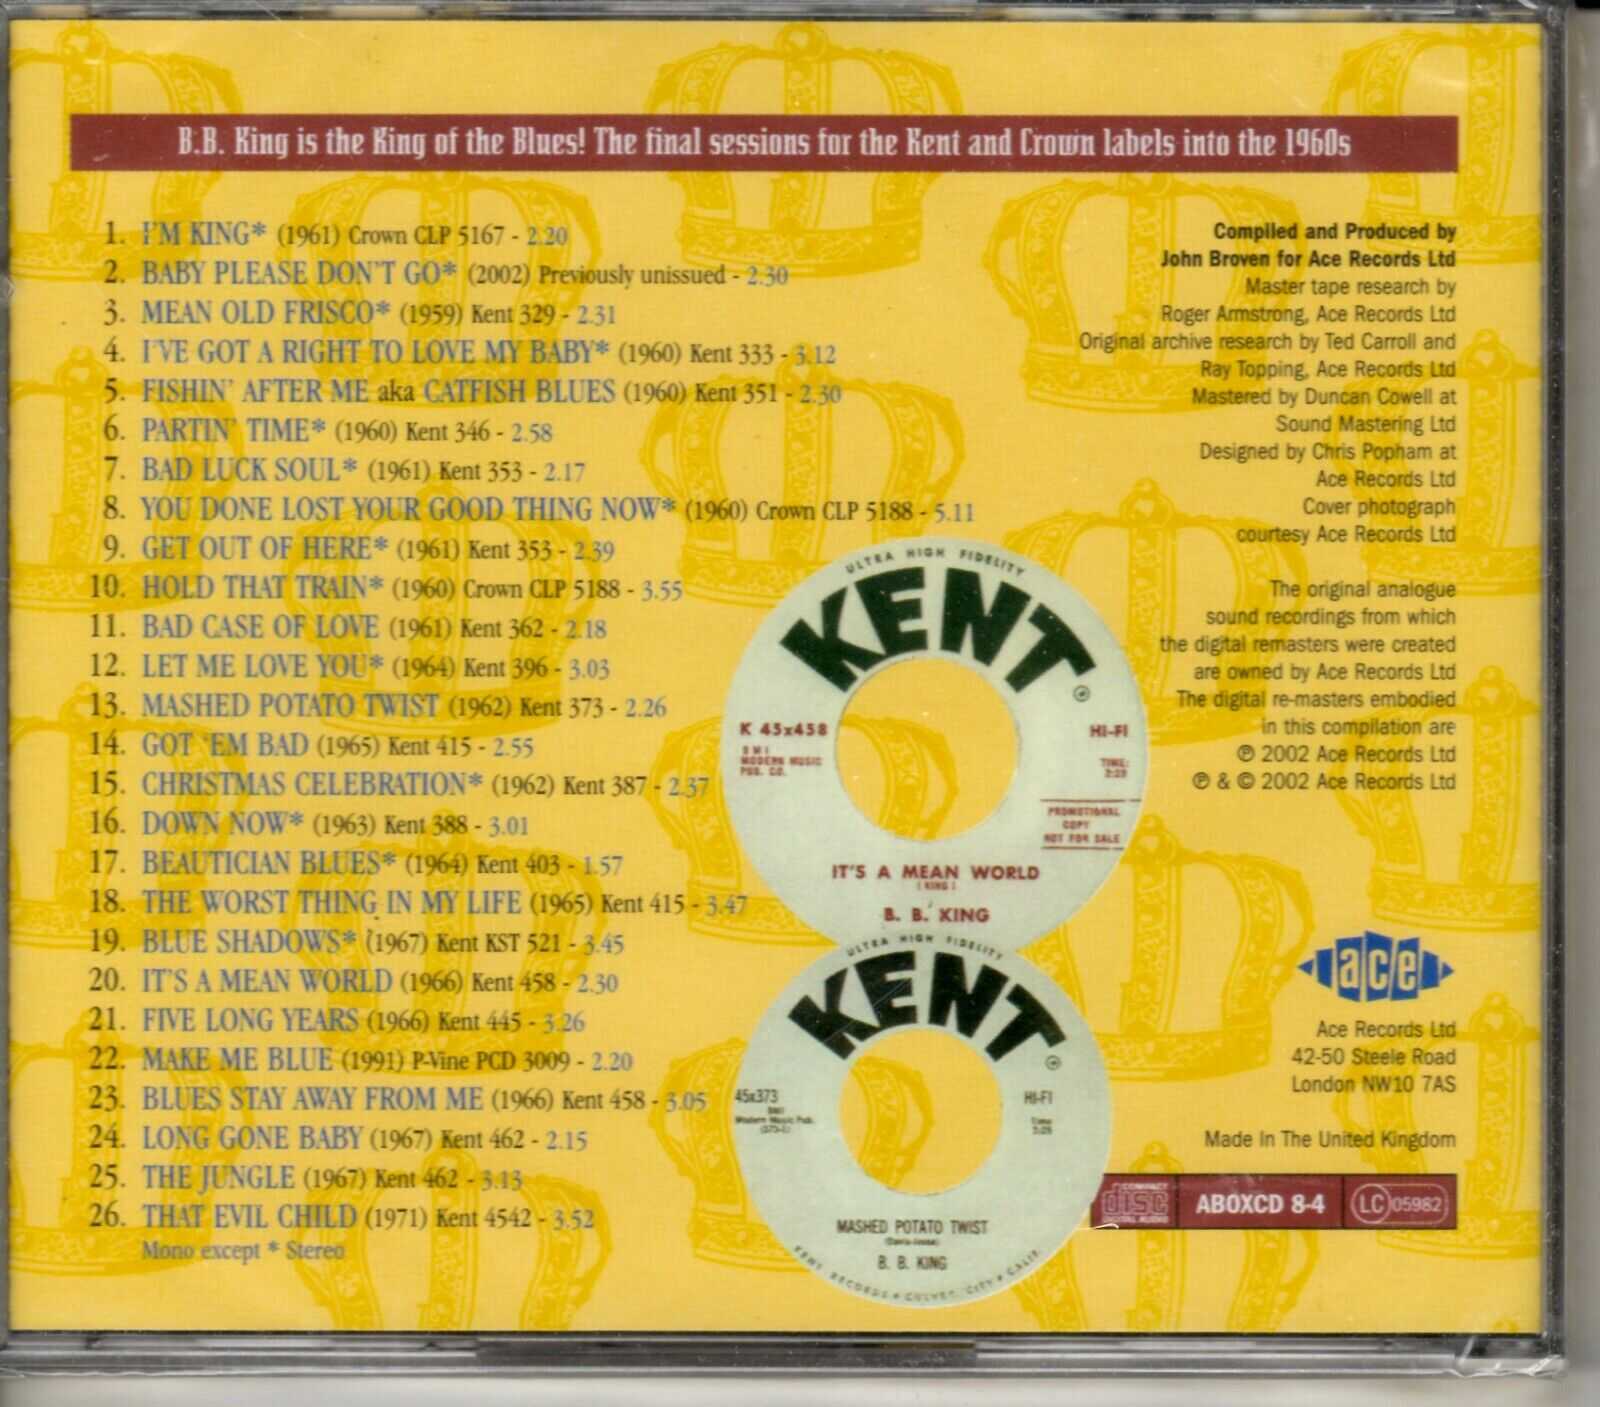 B.B. King is the King of the Blues! The final sessions for the Kent and Crown labels into the 1960s
1. I'M KING* (1961) Crown CLP 5167 - 2.20
2. BABY PLEASE DON'T GO* (2002) Previously unissued - 2.30
3. MEAN OLD FRISCO* (1959) Kent 329 - 2.31
4. I'VE GOT A RIGHT TO LOVE MY BABY* (1960) Kent 333 - 3.12
5. FISHIN' AFTER ME aka CATFISH BLUES (1960) Kent 351 - 2.30
6. PARTIN' TIME* (1960) Kent 346 - 2.58
7. BAD LUCK SOUL* (1961) Kent 353 - 2.17
8. YOU DONE LOST YOUR GOOD THING NOW* (1960) Crown CLP 5188 - 5.11
9. GET OUT OF HERE* (1961) Kent 353 - 2.39
10. HOLD THAT TRAIN* (1960) Crown CLP 5188 - 3.55
11. BAD CASE OF LOVE (1961) Kent 362 - 2.18
12. LET ME LOVE YOU* (1964) Kent 396 - 3.03
13. MASHED POTATO TWIST (1962) Kent 373 - 2.26
14. GOT 'EM BAD (1965) Kent 415 - 2.55
15. CHRISTMAS CELEBRATION* (1962) Kent 387 - 2.37
16. DOWN NOW* (1963) Kent 388 - 3.01
17. BEAUTICIAN BLUES* (1964) Kent 403 - 1.57
18. THE WORST THING IN MY LIFE (1965) Kent 415 - 3.47
19. BLUE SHADOWS* (1967) Kent KST 521 - 3.45
20. IT'S A MEAN WORLD (1966) Kent 458 - 2.30
21. FIVE LONG YEARS (1966) Kent 445 - 3.26
22. MAKE ME BLUE (1991) P-Vine PCD 3009 - 2.20
23. BLUES STAY AWAY FROM ME (1966) Kent 458 - 3.05
24. LONG GONE BABY (1967) Kent 462 - 2.15
25. THE JUNGLE (1967) Kent 462 - 3.13
26. THAT EVIL CHILD (1971) Kent 4542 - 3.52
Mono except * Stereo
Compiled and Produced by
John Broven for Ace Records Ltd
Master tape research by
Roger Armstrong, Ace Records Ltd
Original archive research by Ted Carroll and
Ray Topping, Ace Records Ltd
Mastered by Duncan Cowell at
Sound Mastering Ltd
Designed by Chris Popham at
Ace Records Ltd
Cover photograph
courtesy Ace Records Ltd
The original analogue
sound recordings from which
the digital remasters were created
are owned by Ace Records Ltd
The digital re-masters embodied
in this compilation are
℗ 2002 Ace Records Ltd
℗ & © 2002 Ace Records Ltd
ULTRA HIGH FIDELITY
KENT
®
K 45x458
HI-FI
BMI
MODERN MUSIC
PUB. CO.
TIME:
PROMOTIONAL
COPY
NOT FOR SALE
IT'S A MEAN WORLD
(KING)
B. B. KING
ULTRA HIGH FIDELITY
KENT
®
45x373
HI-FI
BMI
Modern Music Pub.
Time
MASHED POTATO TWIST
B. B. KING
KENT RECORDS * CULVER CITY * CALIF.
ace
Ace Records Ltd
42-50 Steele Road
London NW10 7AS
Made In The United Kingdom
COMPACT
disc
DIGITAL AUDIO
ABOXCD 8-4
LC 05982